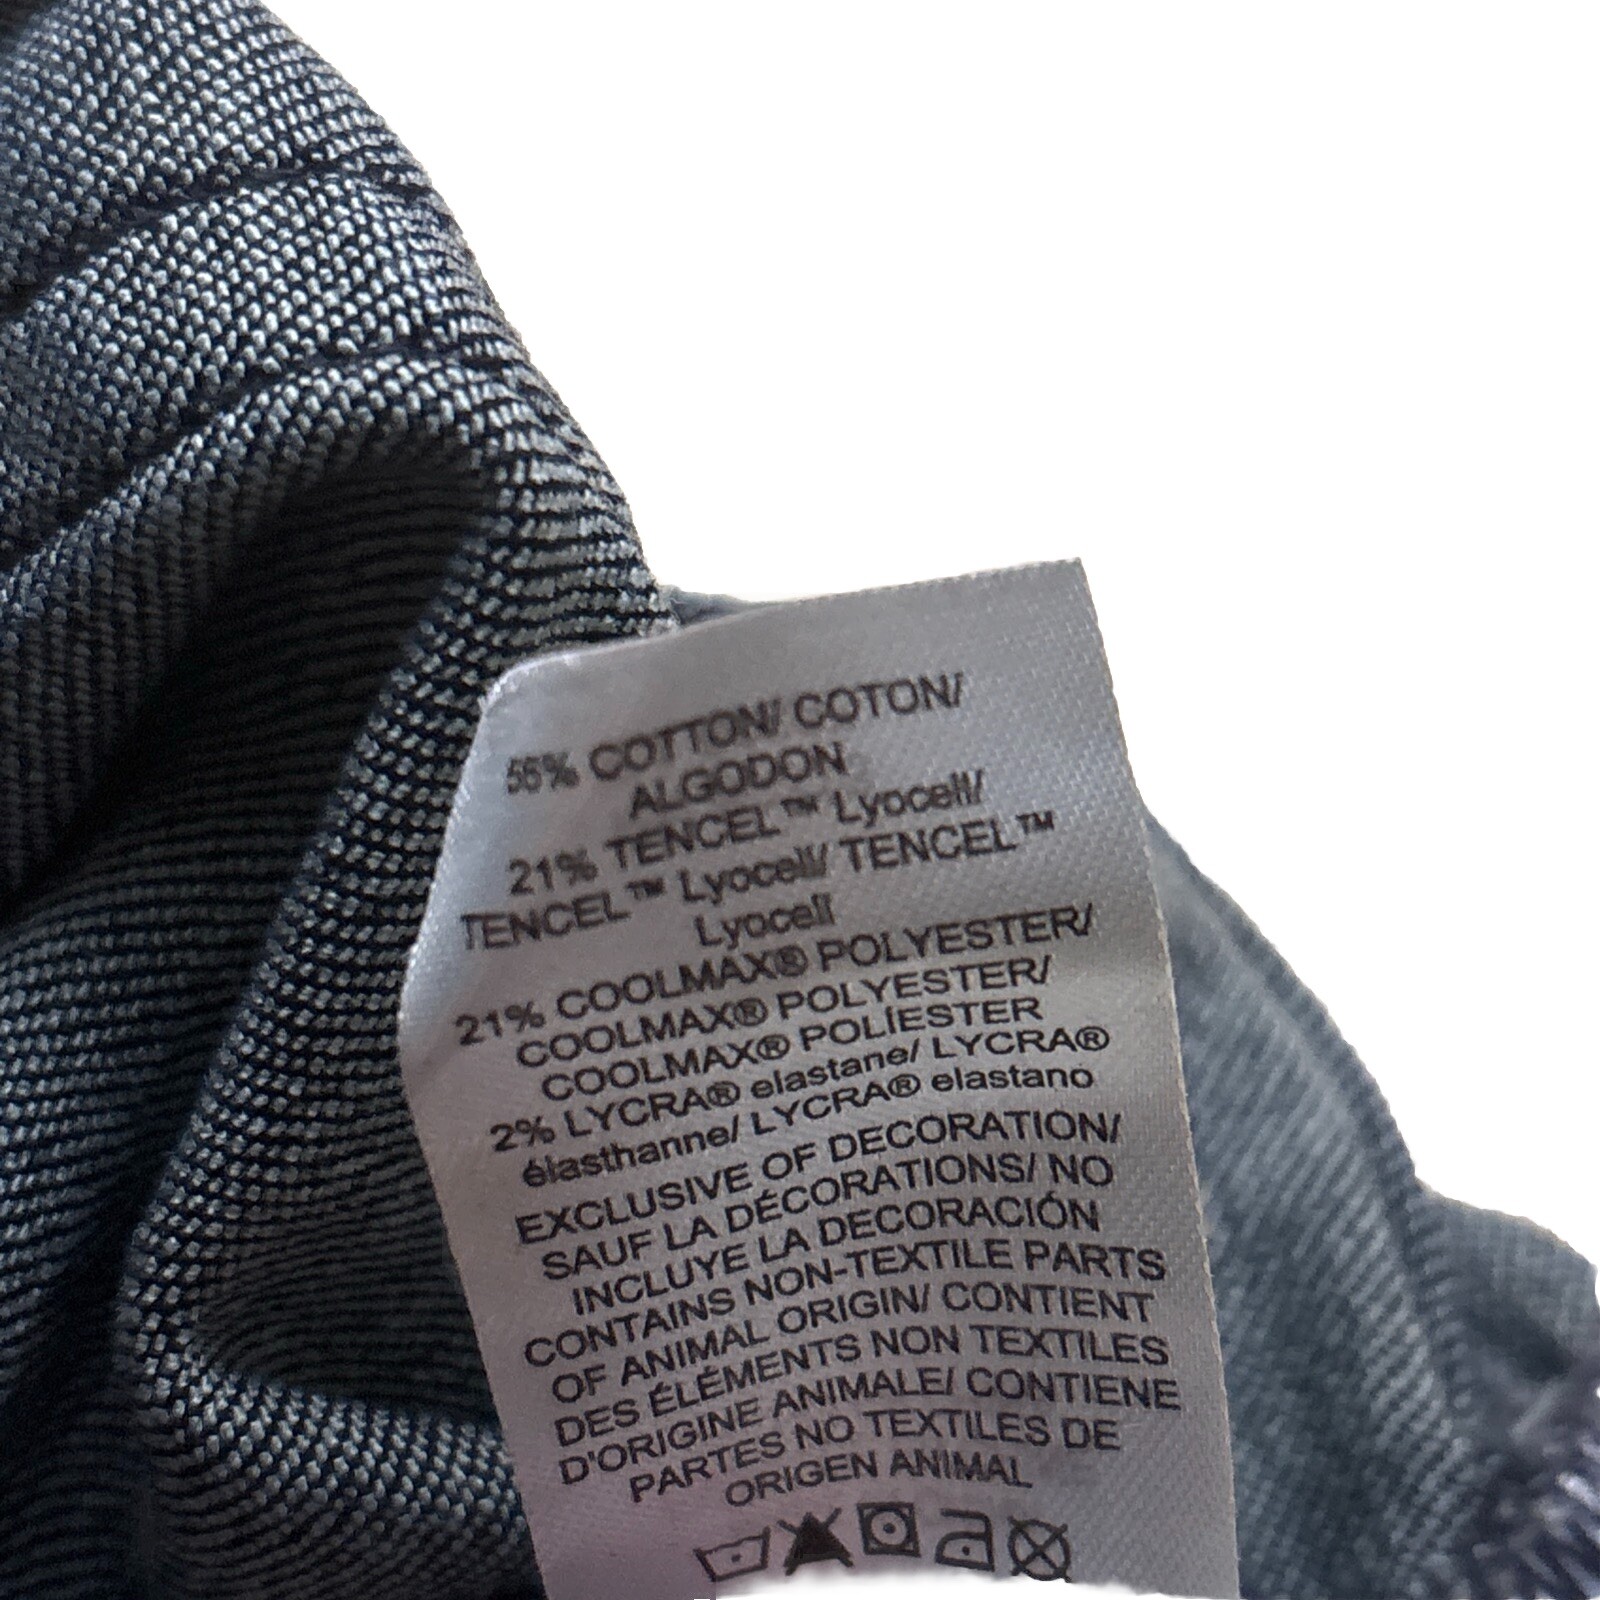 56% COTTON/ COTON/
ALGODON
21% TENCEL™ Lyocell/
TENCEL™ Lyocell/ TENCEL™
Lyocell
21% COOLMAX® POLYESTER/
COOLMAX® POLYESTER/
COOLMAX® POLÍESTER
2% LYCRA® elastane/ LYCRA®
élasthanne/ LYCRA® elastano
EXCLUSIVE OF DECORATION/
SAUF LA DÉCORATIONS/ NO
INCLUYE LA DECORACIÓN
CONTAINS NON-TEXTILE PARTS
OF ANIMAL ORIGIN/ CONTIENT
DES ÉLÉMENTS NON TEXTILES
D'ORIGINE ANIMALE/ CONTIENE
PARTES NO TEXTILES DE
ORIGEN ANIMAL